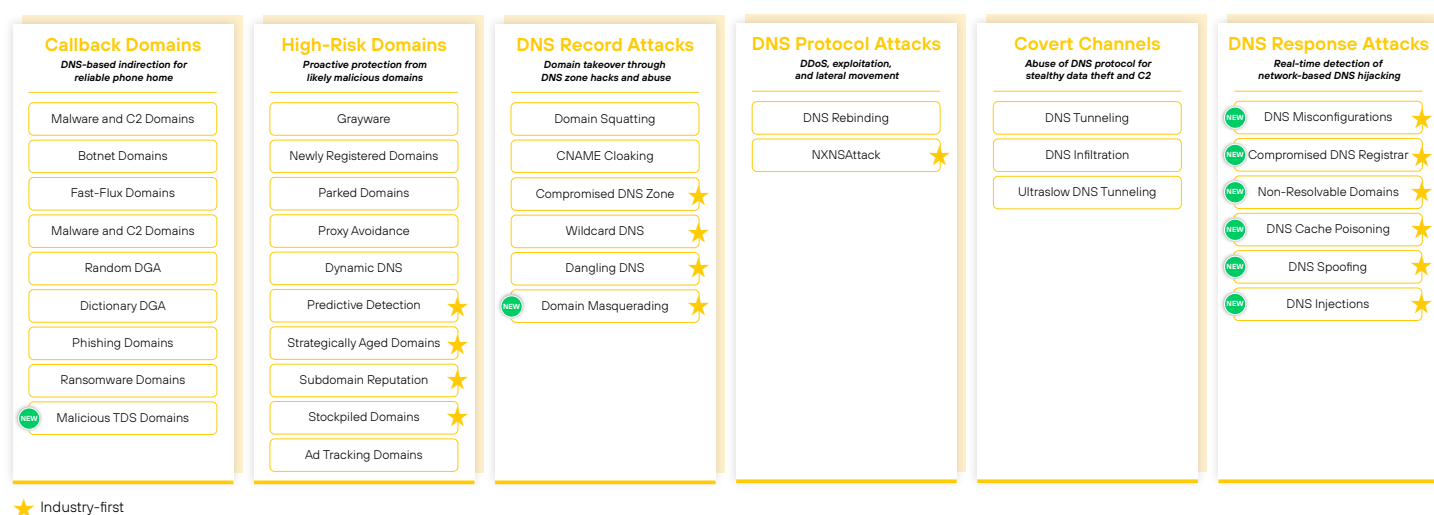 Callback Domains
DNS-based indirection for
reliable phone home
Malware and C2 Domains
Botnet Domains
Fast-Flux Domains
Malware and C2 Domains
Random DGA
Dictionary DGA
Phishing Domains
Ransomware Domains
NEW
Malicious TDS Domains
High-Risk Domains
Proactive protection from
likely malicious domains
Grayware
Newly Registered Domains
Parked Domains
Proxy Avoidance
Dynamic DNS
Predictive Detection
Strategically Aged Domains
Subdomain Reputation
Stockpiled Domains
Ad Tracking Domains
DNS Record Attacks
Domain takeover through
DNS zone hacks and abuse
Domain Squatting
CNAME Cloaking
Compromised DNS Zone
Wildcard DNS
Dangling DNS
NEW
Domain Masquerading
DNS Protocol Attacks
DDoS, exploitation,
and lateral movement
DNS Rebinding
NXNSAttack
Covert Channels
Abuse of DNS protocol for
stealthy data theft and C2
DNS Tunneling
DNS Infiltration
Ultraslow DNS Tunneling
DNS Response Attacks
Real-time detection of
network-based DNS hijacking
NEW
DNS Misconfigurations
NEW
Compromised DNS Registrar
NEW
Non-Resolvable Domains
NEW
DNS Cache Poisoning
NEW
DNS Spoofing
NEW
DNS Injections
Industry-first